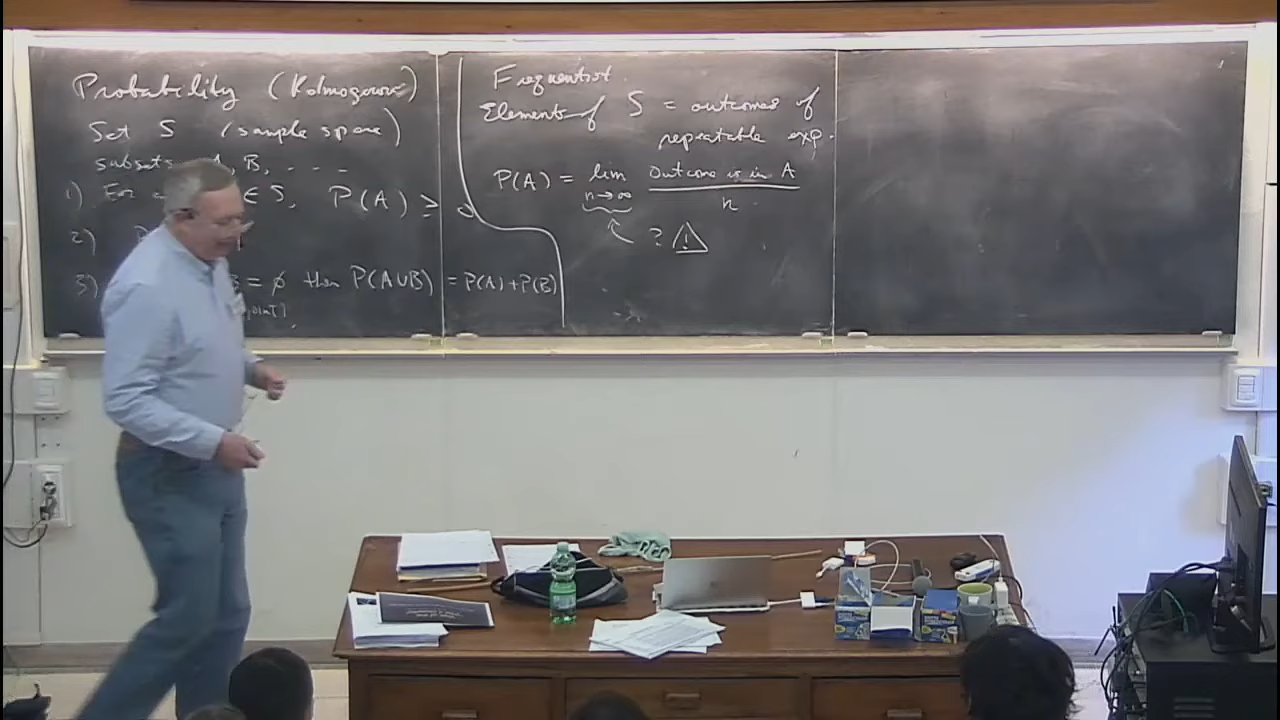 Probability (Kolmogorov)
Set S (sample space)
subsets , B, . . .
1) For ∈ S, P(A) ≥ 0
2)
3) = ∅ then P(A∪B) = P(A)+P(B)
Frequentist
Elements of S = outcomes of
repeatable exp.
P(A) = lim n→∞ outcome is in A / n
? !